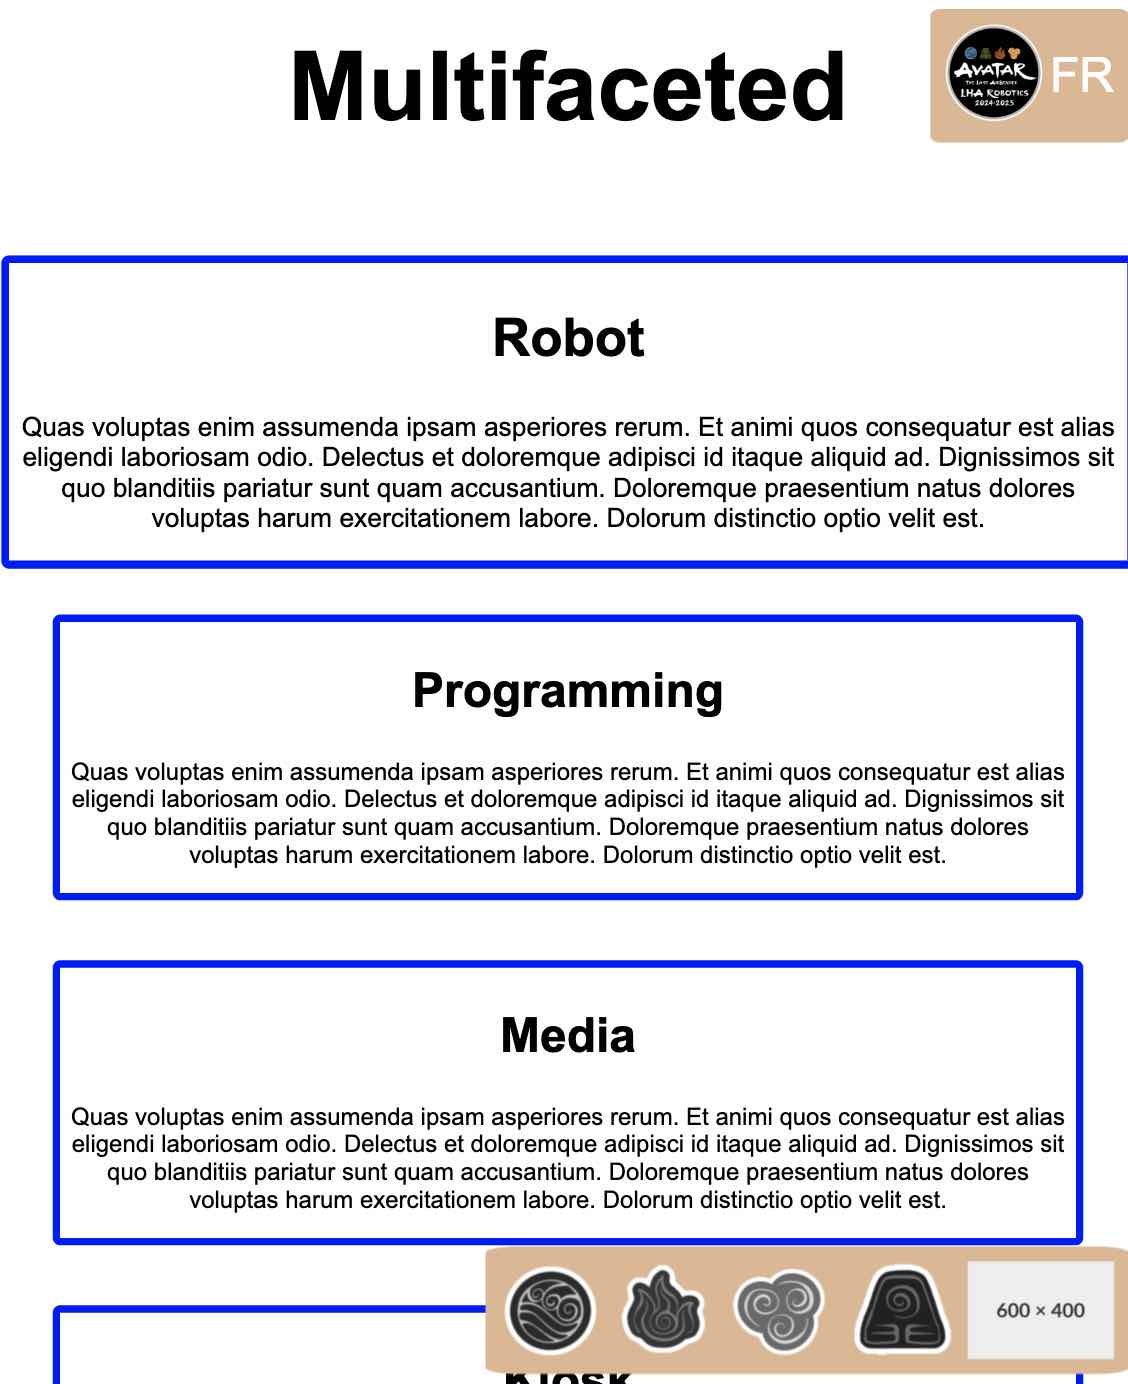 Multifaceted
AVATAR
THE LAST AIRBENDER
LHA ROBOTICS
2024-2025
FR
Robot
Quas voluptas enim assumenda ipsam asperiores rerum. Et animi quos consequatur est alias
eligendi laboriosam odio. Delectus et doloremque adipisci id itaque aliquid ad. Dignissimos sit
quo blanditiis pariatur sunt quam accusantium. Doloremque praesentium natus dolores
voluptas harum exercitationem labore. Dolorum distinctio optio velit est.
Programming
Quas voluptas enim assumenda ipsam asperiores rerum. Et animi quos consequatur est alias
eligendi laboriosam odio. Delectus et doloremque adipisci id itaque aliquid ad. Dignissimos sit
quo blanditiis pariatur sunt quam accusantium. Doloremque praesentium natus dolores
voluptas harum exercitationem labore. Dolorum distinctio optio velit est.
Media
Quas voluptas enim assumenda ipsam asperiores rerum. Et animi quos consequatur est alias
eligendi laboriosam odio. Delectus et doloremque adipisci id itaque aliquid ad. Dignissimos sit
quo blanditiis pariatur sunt quam accusantium. Doloremque praesentium natus dolores
voluptas harum exercitationem labore. Dolorum distinctio optio velit est.
600 × 400
Kiosk